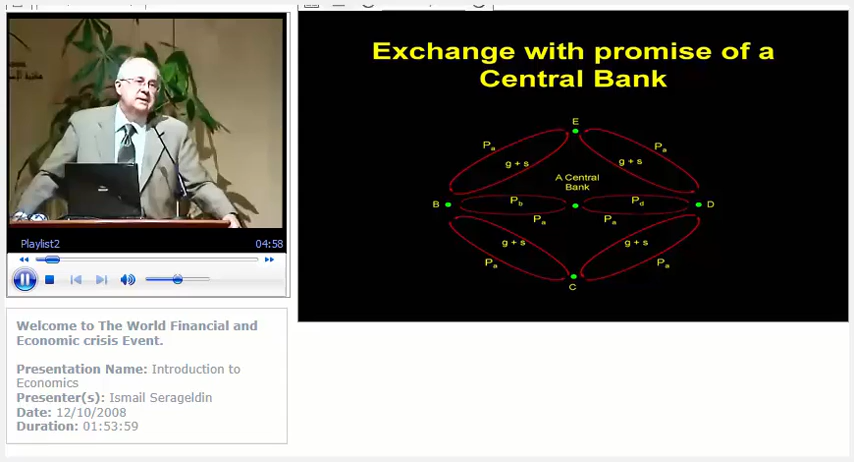 Exchange with promise of a
Central Bank
E
Pa
Pa
g + s
g + s
A Central
Bank
B
Pb
Pd
D
Pa
Pa
g + s
g + s
Pa
Pa
C
Playlist2
04:58
Welcome to The World Financial and
Economic crisis Event.
Presentation Name: Introduction to
Economics
Presenter(s): Ismail Serageldin
Date: 12/10/2008
Duration: 01:53:59